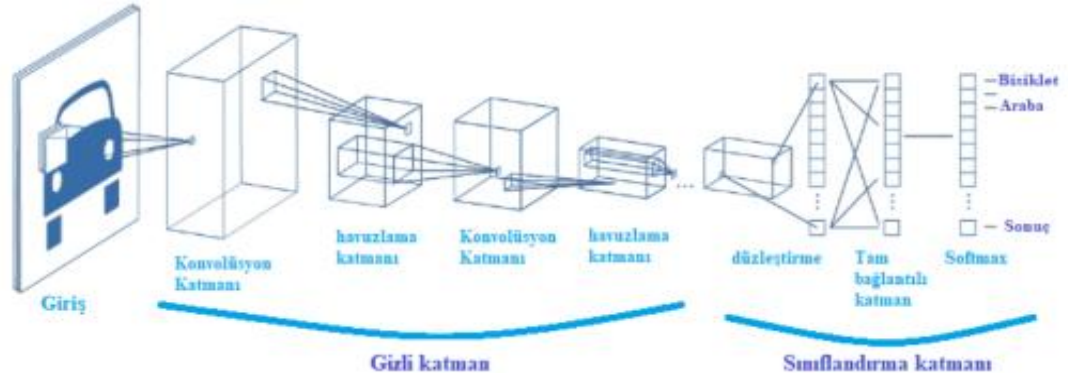 Giriş
Konvolüsyon
Katmanı
havuzlama
katmanı
Konvolüsyon
Katmanı
havuzlama
katmanı
...
düzleştirme
Tam
bağlantılı
katman
Softmax
Bisiklet
Araba
Sonuç
Gizli katman
Sınıflandırma katmanı